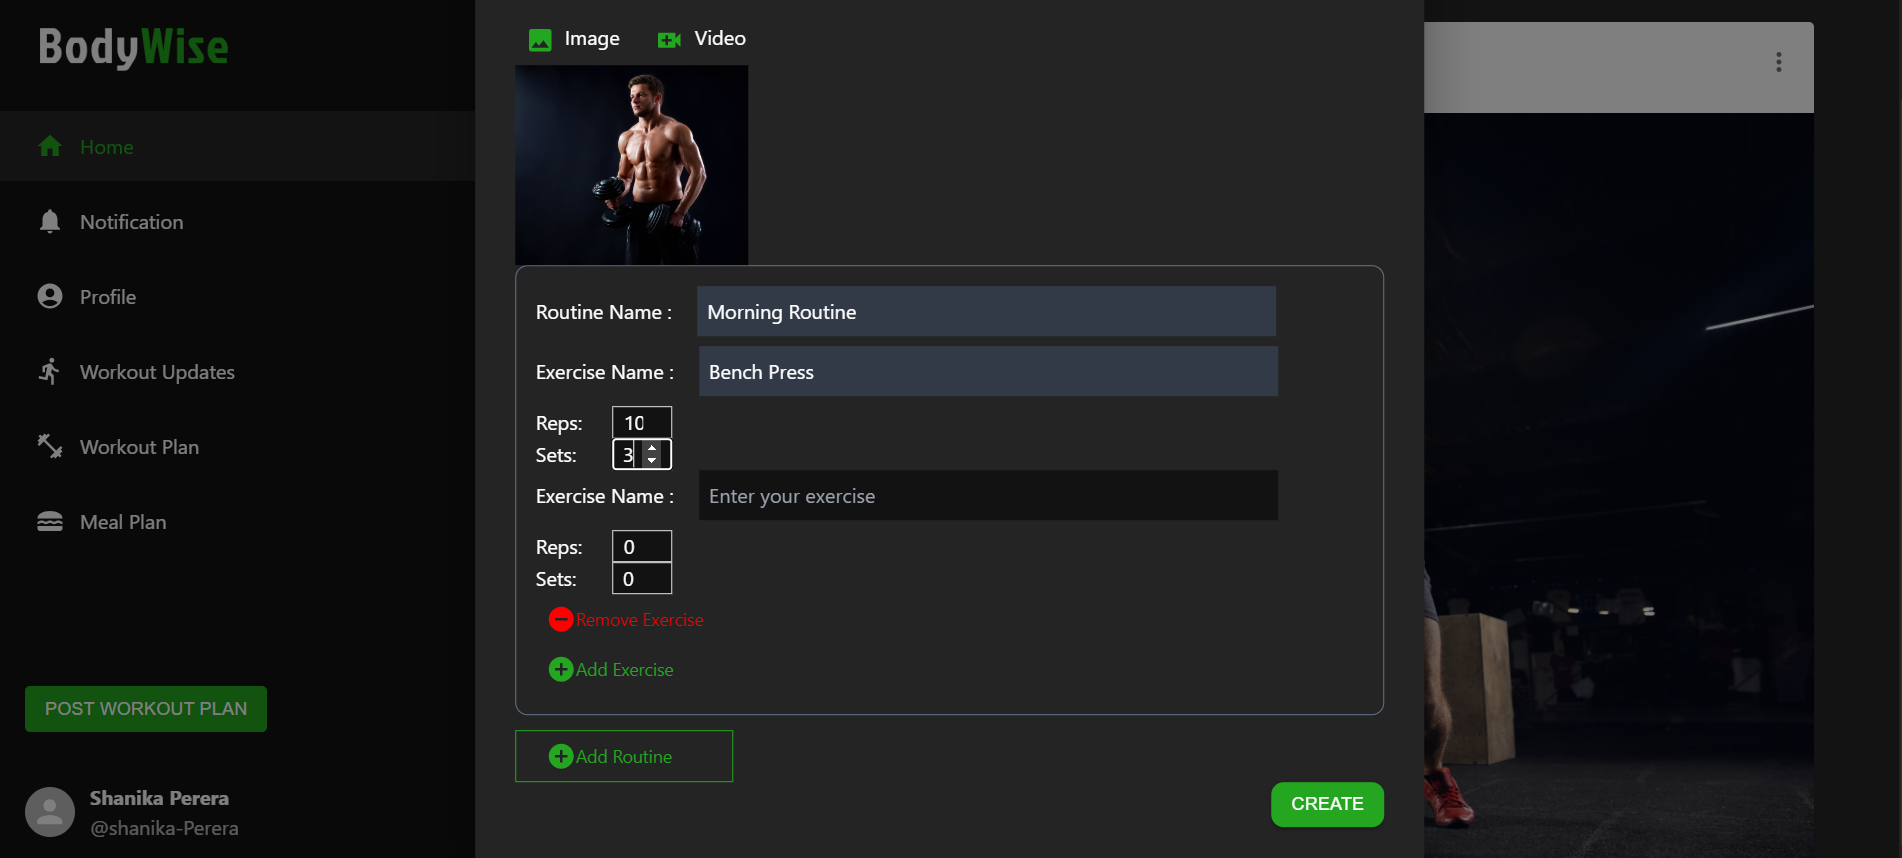 BodyWise
Home
Notification
Profile
Workout Updates
Workout Plan
Meal Plan
POST WORKOUT PLAN
Shanika Perera
@shanika-Perera
Image Video
Routine Name : Morning Routine
Exercise Name : Bench Press
Reps: 10
Sets: 3
Exercise Name : Enter your exercise
Reps: 0
Sets: 0
Remove Exercise
Add Exercise
Add Routine
CREATE